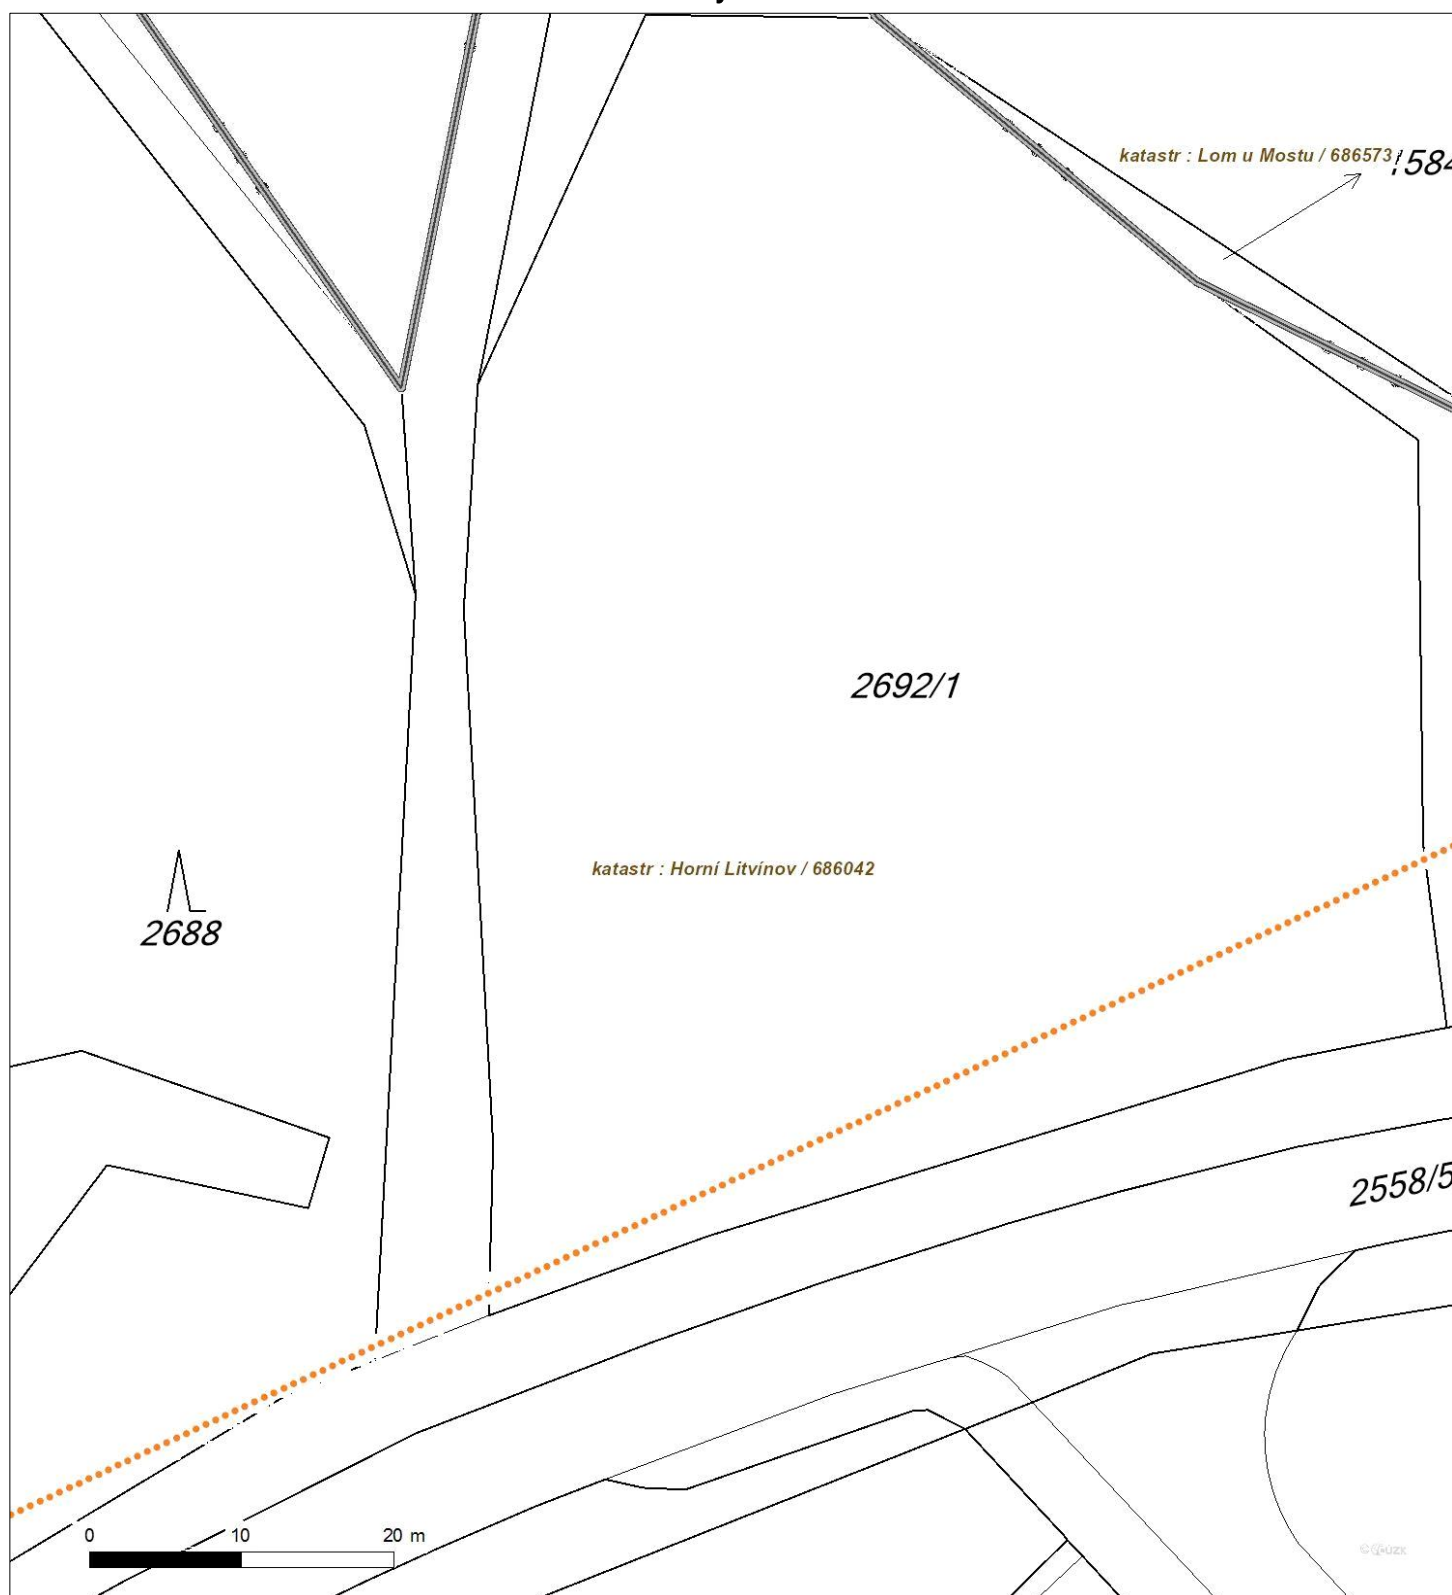 katastr : Lom u Mostu / 686573
2692/1
katastr : Horní Litvínov / 686042
2688
2558/5
0 10 20 m